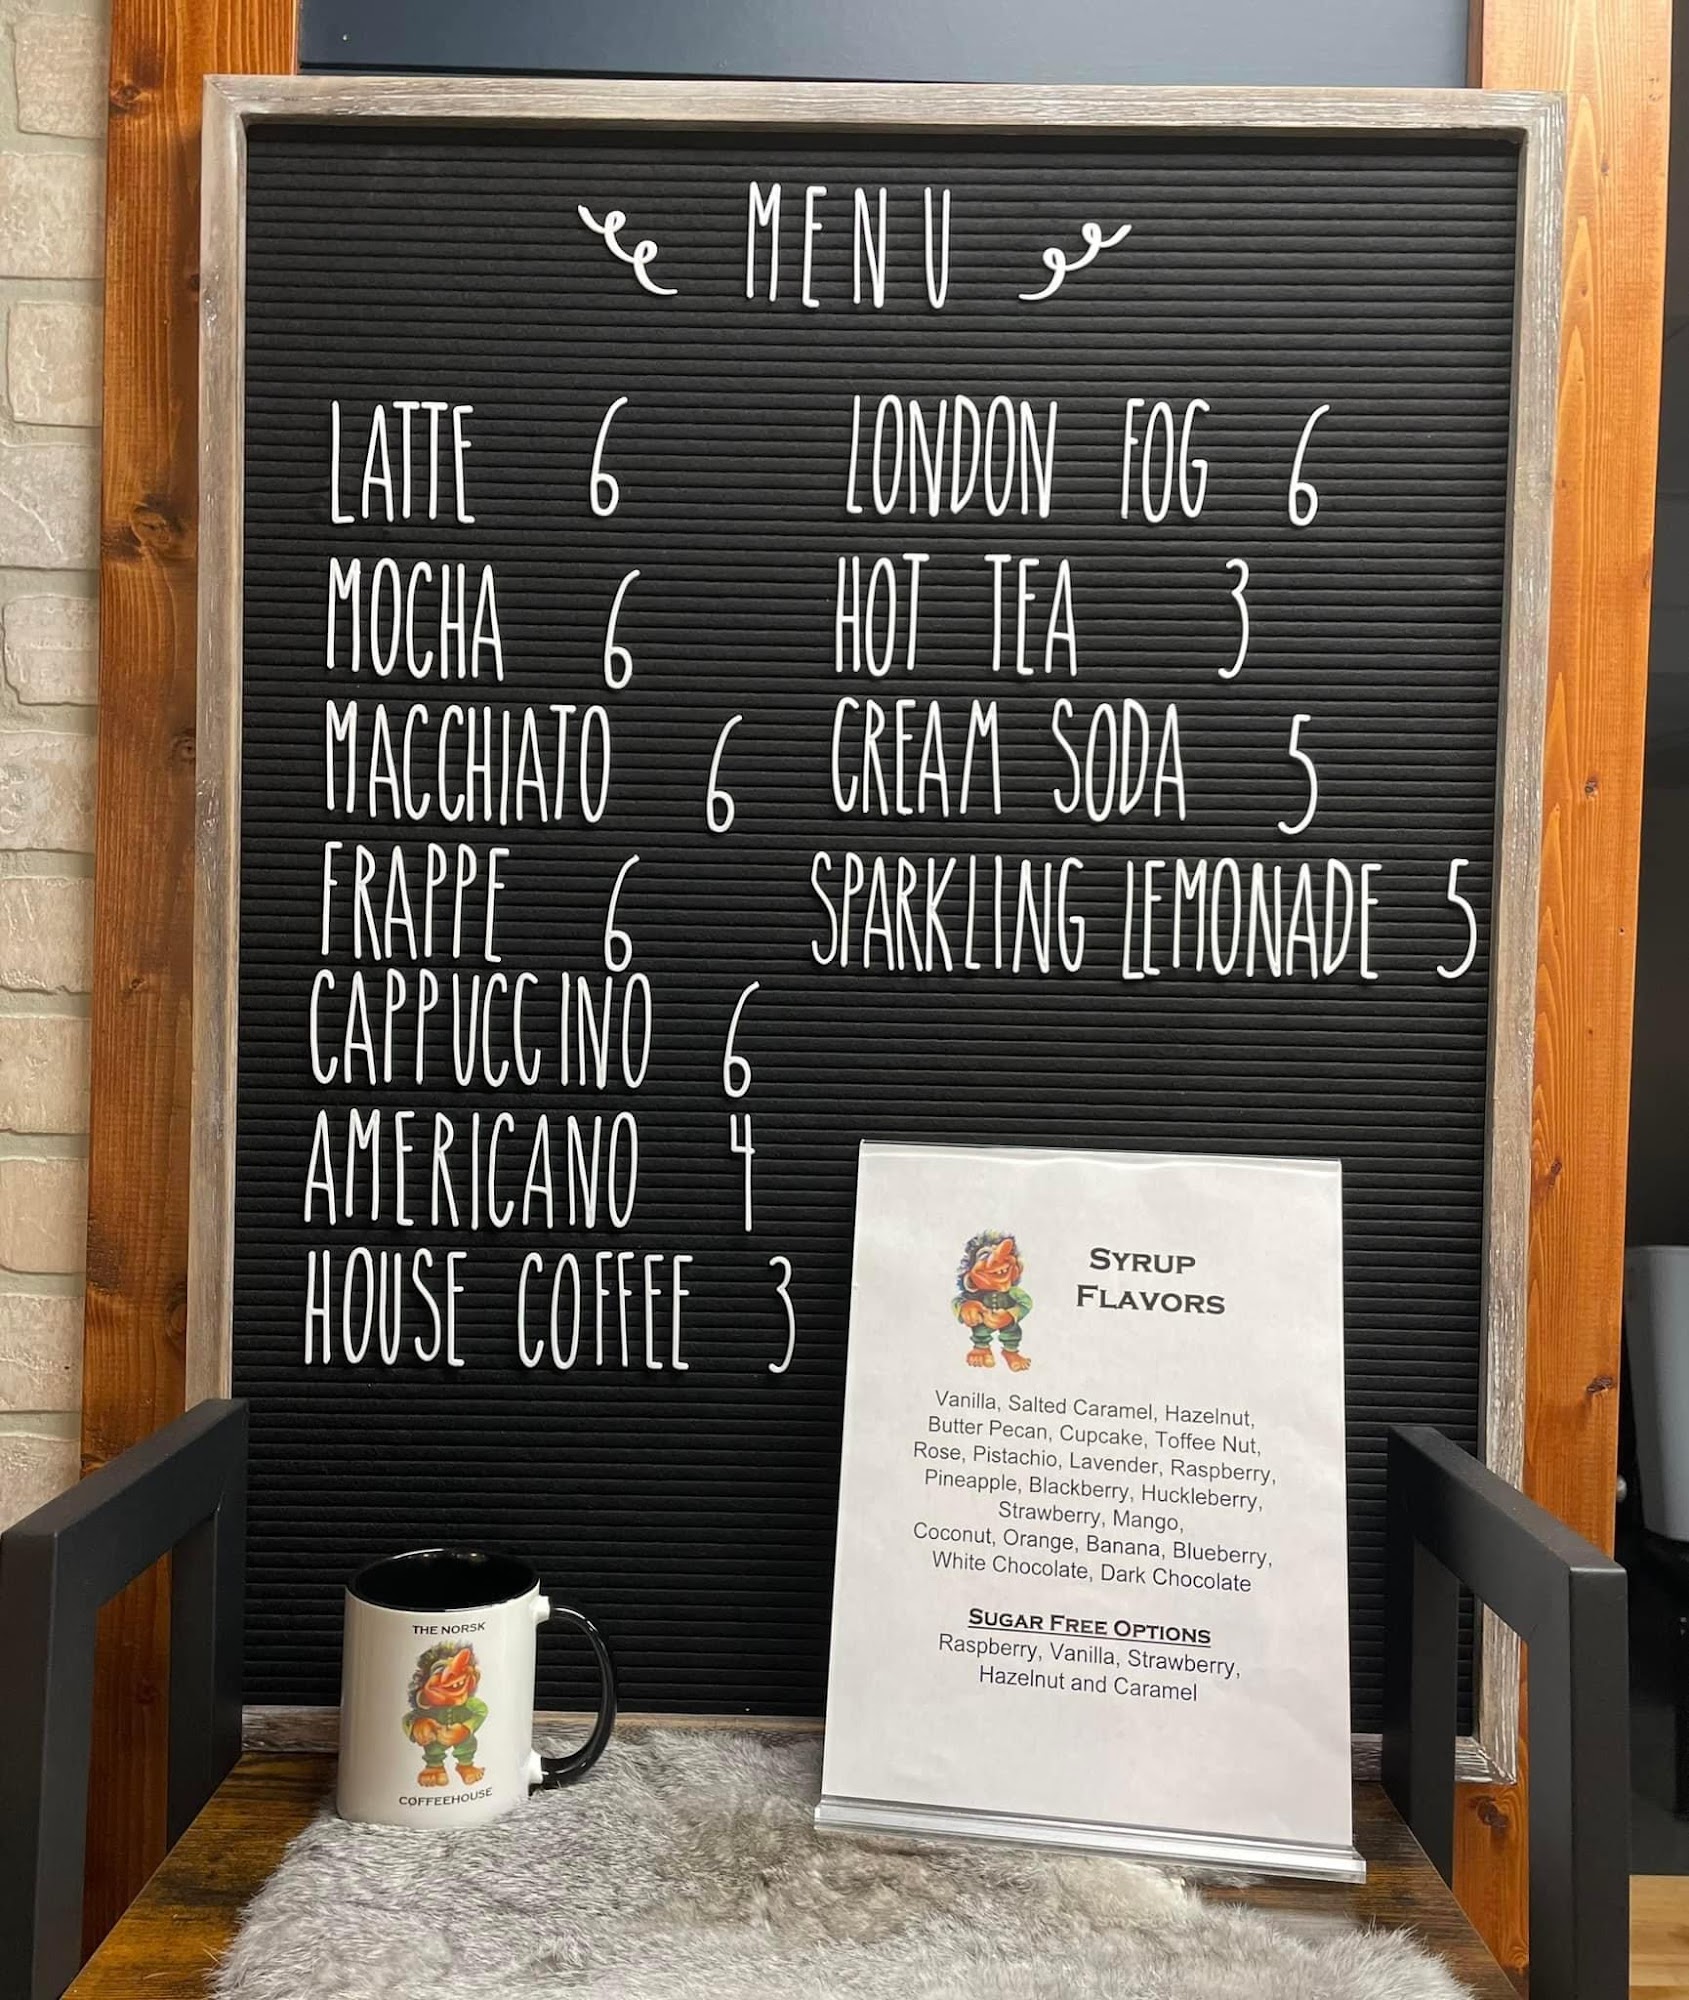 MENU
LATTE 6
MOCHA 6
MACCHIATO 6
FRAPPE 6
CAPPUCCINO 6
AMERICANO 4
HOUSE COFFEE 3
LONDON FOG 6
HOT TEA 3
CREAM SODA 5
SPARKLING LEMONADE 5
SYRUP
FLAVORS
Vanilla, Salted Caramel, Hazelnut,
Butter Pecan, Cupcake, Toffee Nut,
Rose, Pistachio, Lavender, Raspberry,
Pineapple, Blackberry, Huckleberry,
Strawberry, Mango,
Coconut, Orange, Banana, Blueberry,
White Chocolate, Dark Chocolate
SUGAR FREE OPTIONS
Raspberry, Vanilla, Strawberry,
Hazelnut and Caramel
THE NORSK
CØFFEEHOUSE